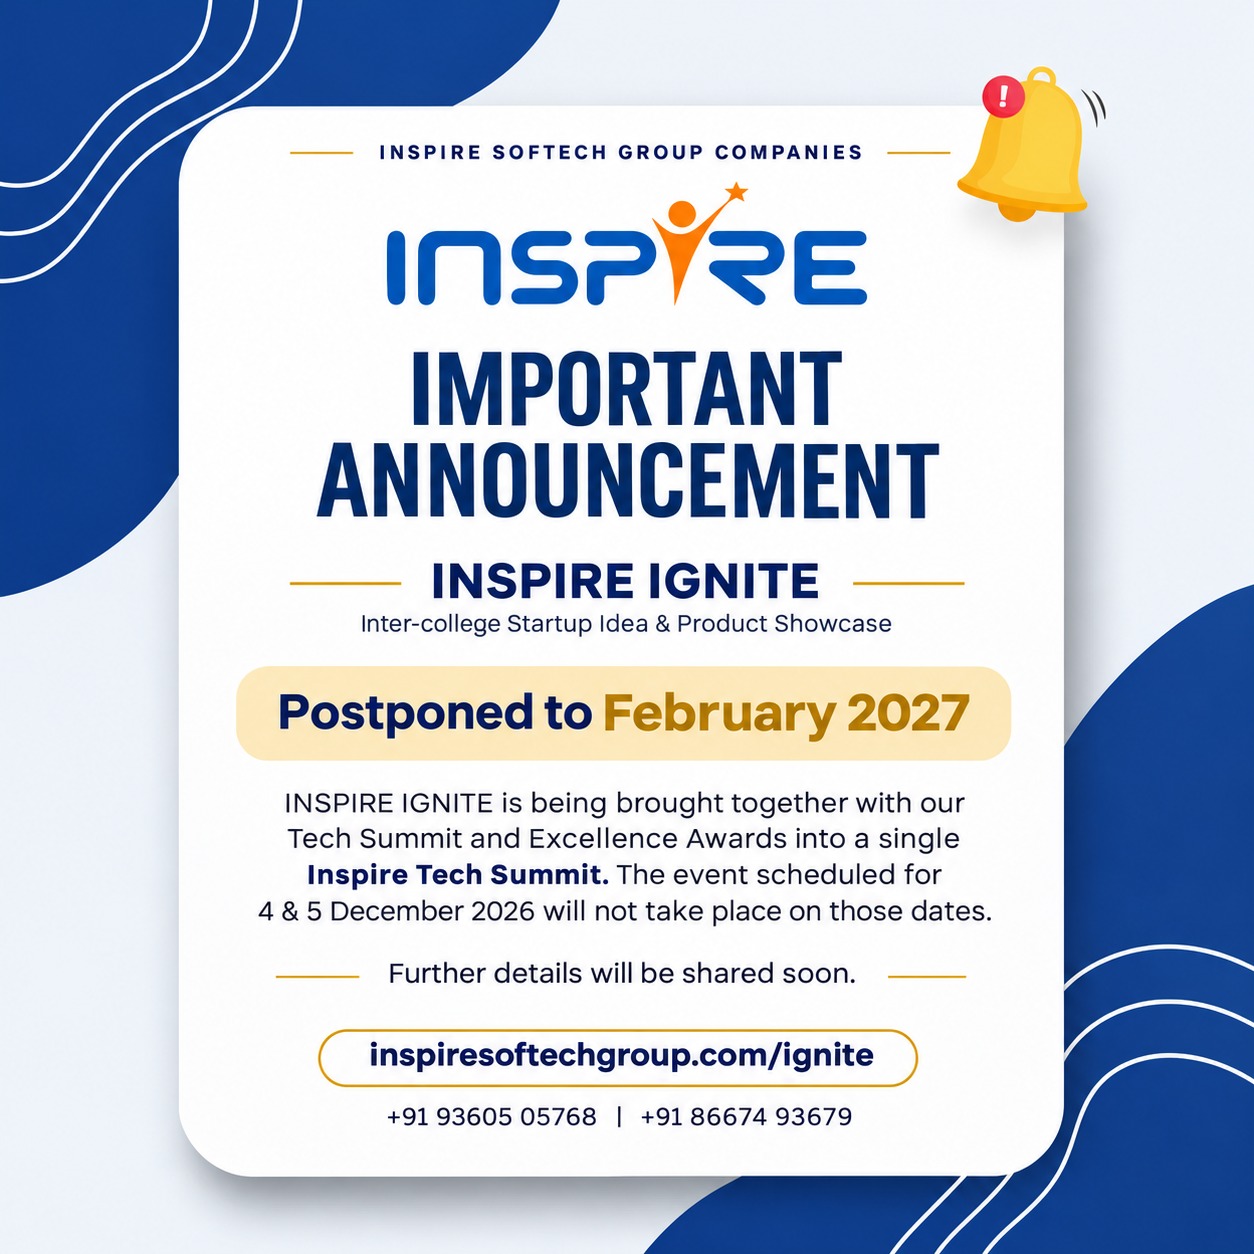 INSPIRE SOFTECH GROUP COMPANIES
INSPIRE
IMPORTANT
ANNOUNCEMENT
INSPIRE IGNITE
Inter-college Startup Idea & Product Showcase
Postponed to February 2027
INSPIRE IGNITE is being brought together with our
Tech Summit and Excellence Awards into a single
Inspire Tech Summit. The event scheduled for
4 & 5 December 2026 will not take place on those dates.
Further details will be shared soon.
inspiresoftechgroup.com/ignite
+91 93605 05768 | +91 86674 93679